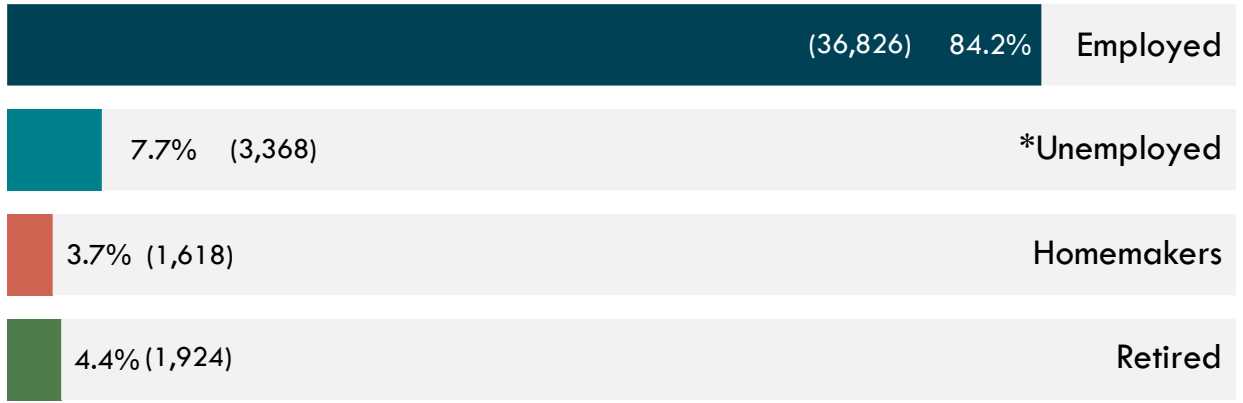 (36,826) 84.2% Employed
7.7% (3,368) *Unemployed
3.7% (1,618) Homemakers
4.4% (1,924) Retired